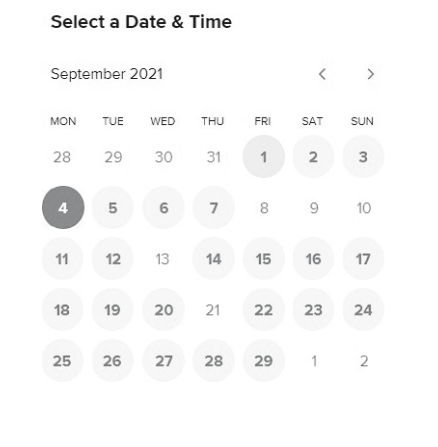 Select a Date & Time
September 2021
MON TUE WED THU FRI SAT SUN
28 29 30 31 1 2 3
4 5 6 7 8 9 10
11 12 13 14 15 16 17
18 19 20 21 22 23 24
25 26 27 28 29 1 2